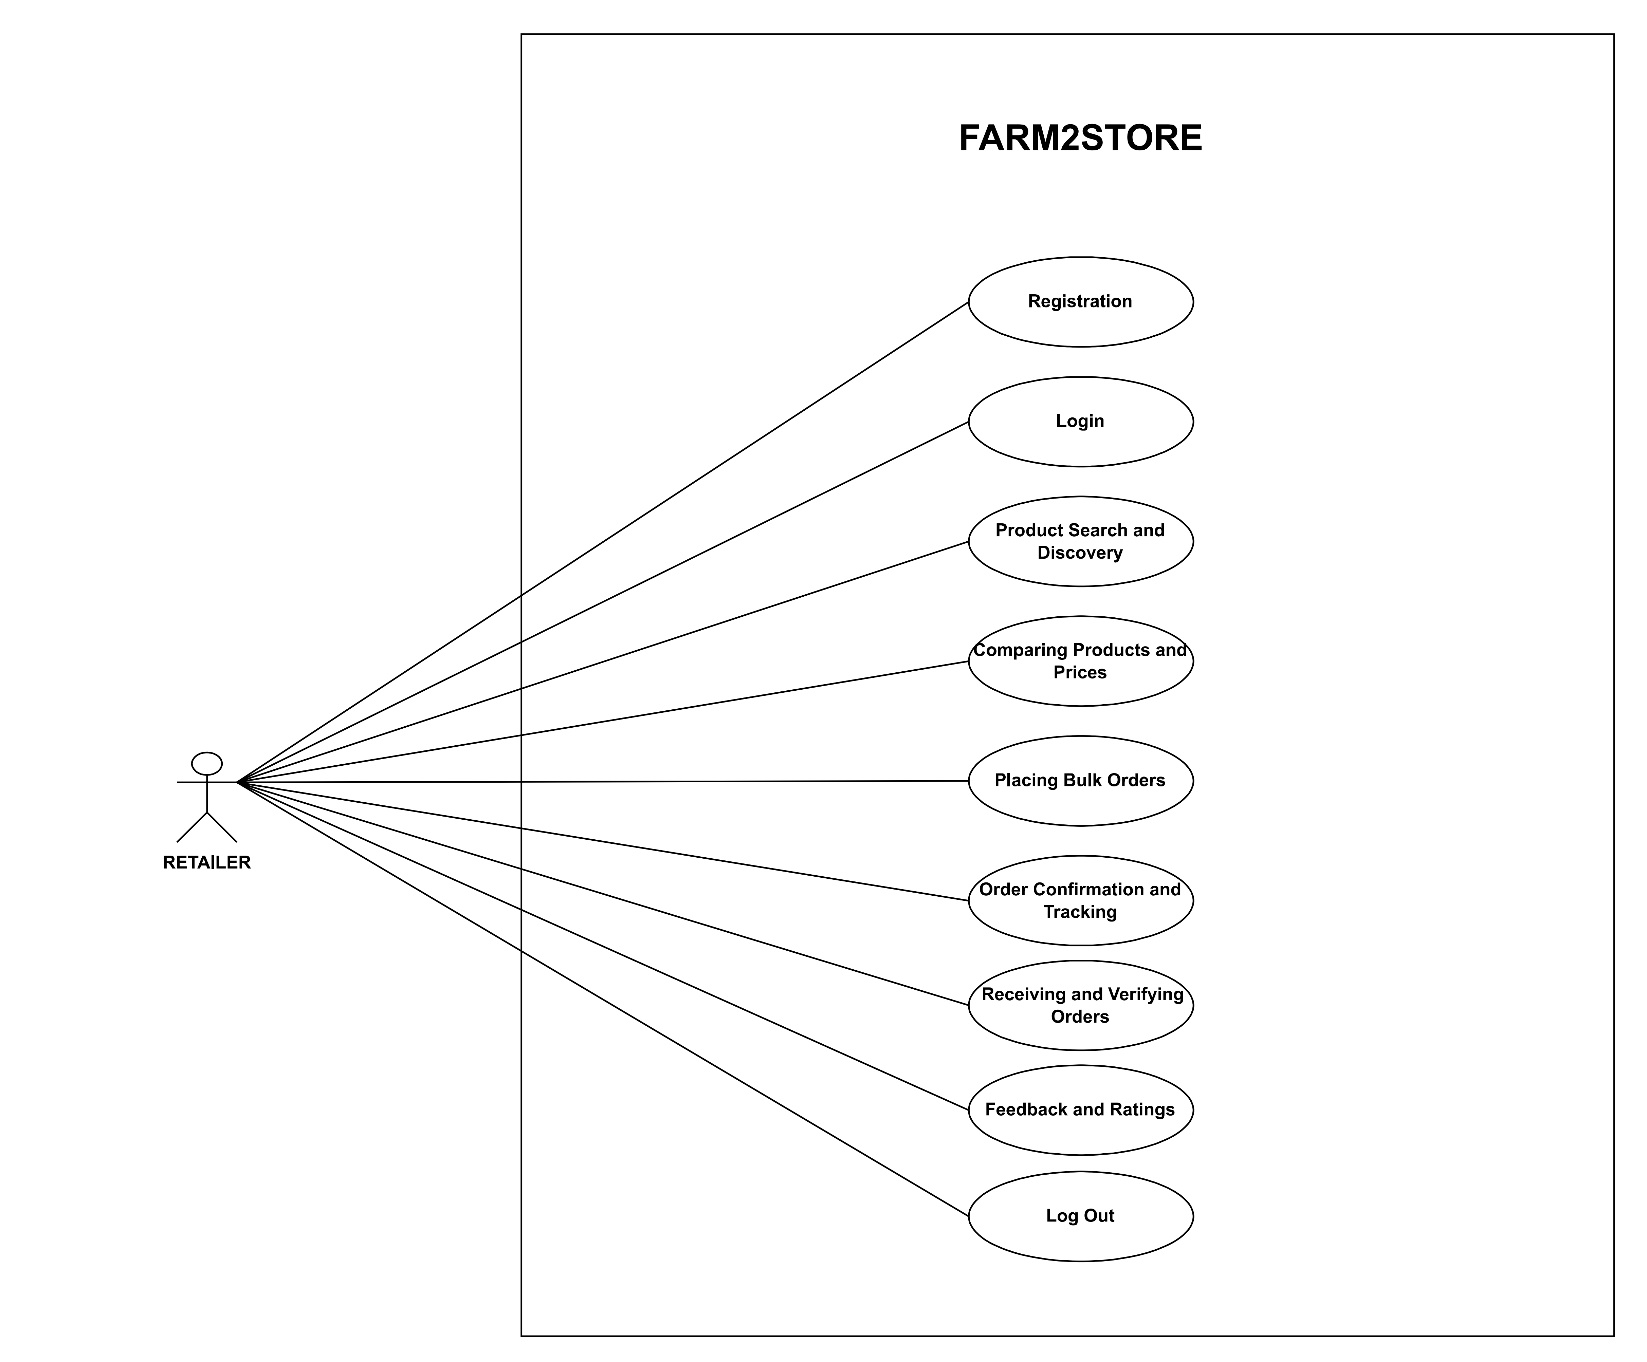 FARM2STORE
Registration
Login
Product Search and
Discovery
Comparing Products and
Prices
Placing Bulk Orders
RETAILER
Order Confirmation and
Tracking
Receiving and Verifying
Orders
Feedback and Ratings
Log Out